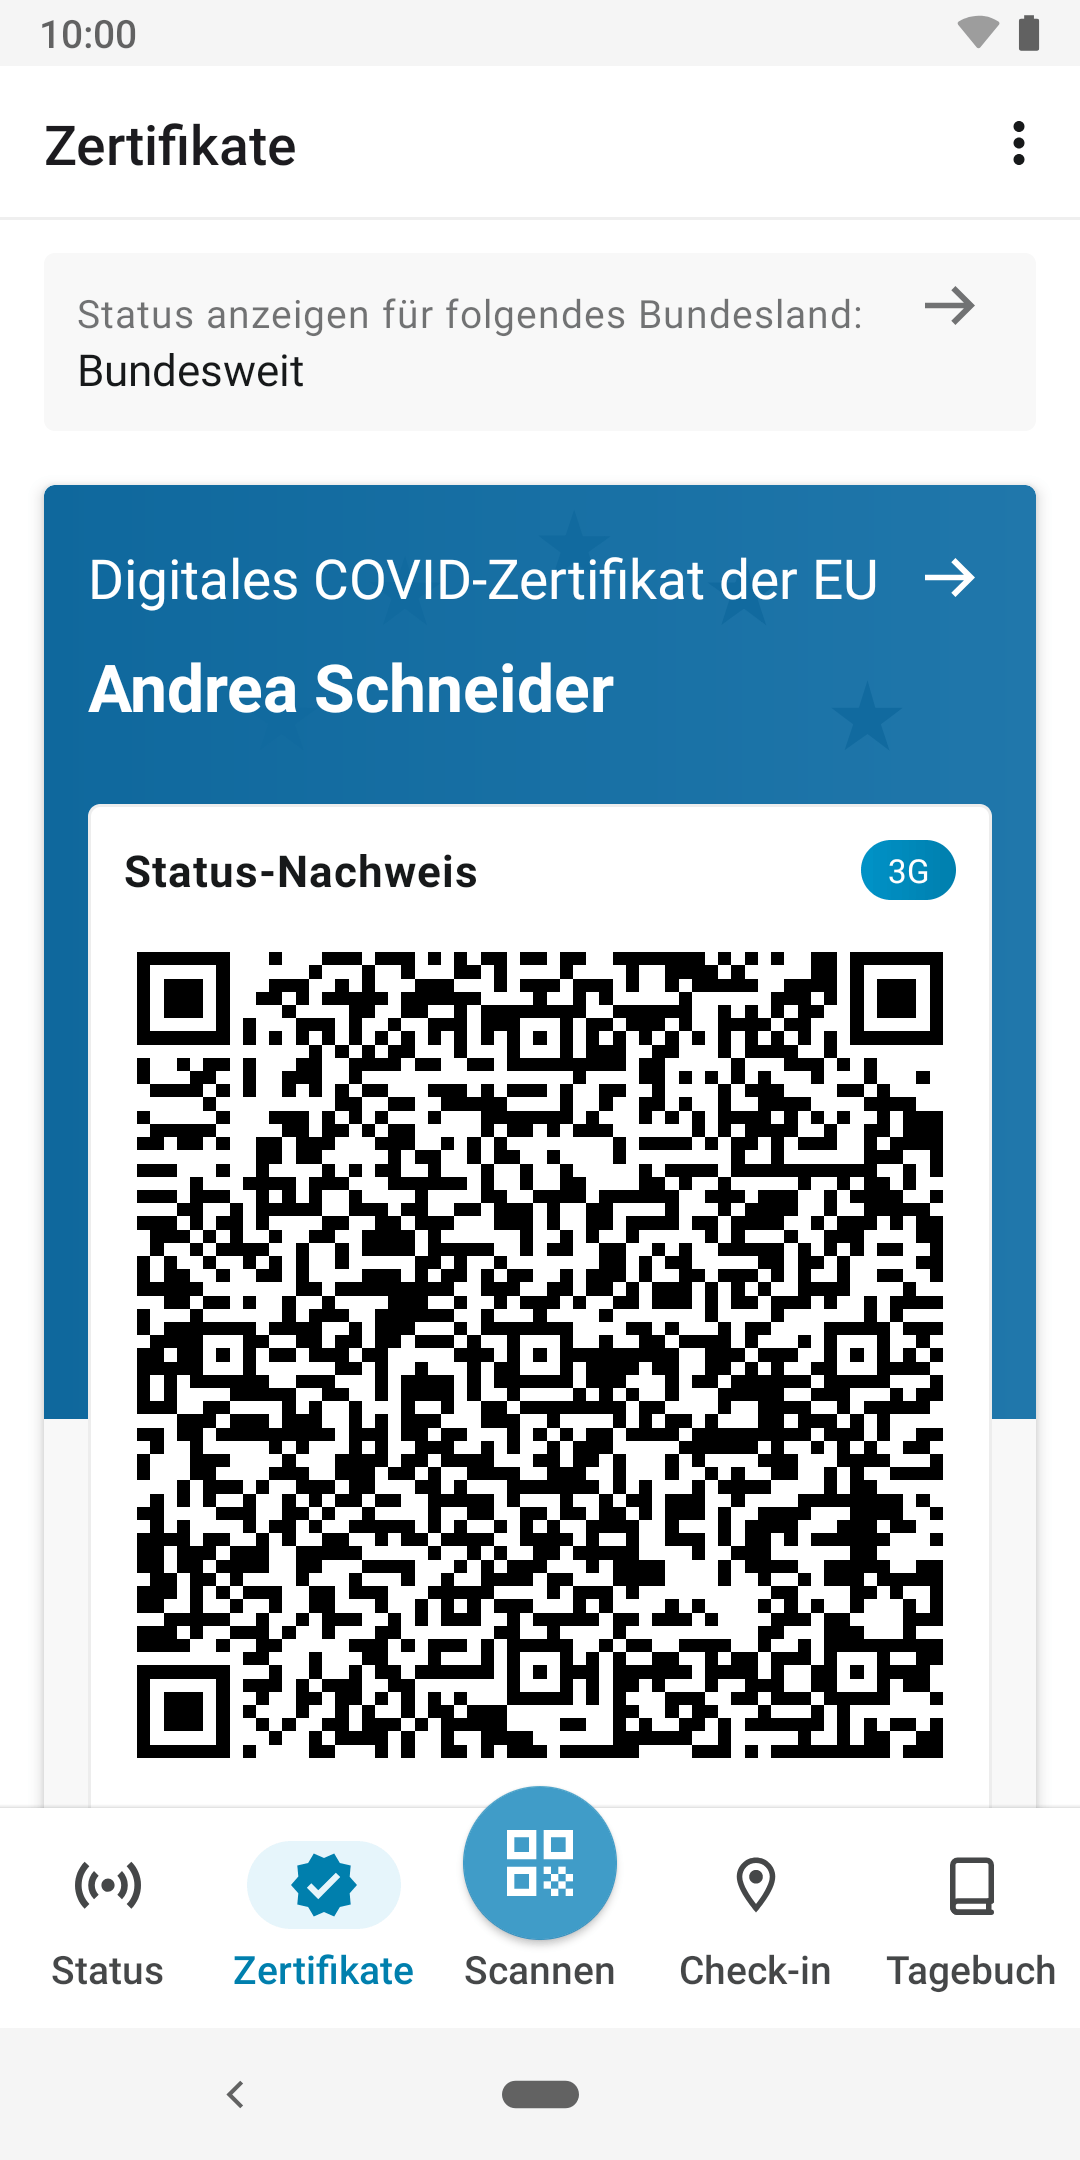 10:00
Zertifikate
Status anzeigen für folgendes Bundesland:
Bundesweit
Digitales COVID-Zertifikat der EU
Andrea Schneider
Status-Nachweis
3G
Status
Zertifikate
Scannen
Check-in
Tagebuch